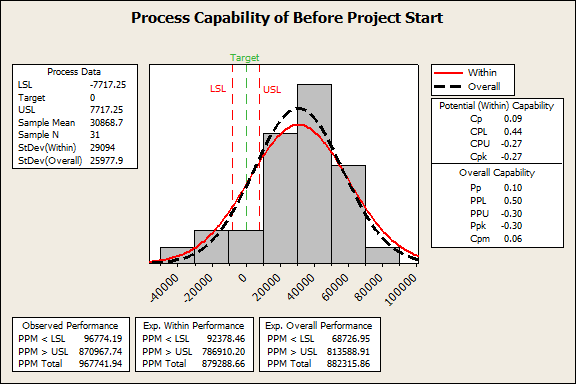 Process Capability of Before Project Start
Process Data
LSL -7717.25
Target 0
USL 7717.25
Sample Mean 30868.7
Sample N 31
StDev(Within) 29094
StDev(Overall) 25977.9
Target
LSL USL
Within
Overall
Potential (Within) Capability
Cp 0.09
CPL 0.44
CPU -0.27
Cpk -0.27
Overall Capability
Pp 0.10
PPL 0.50
PPU -0.30
Ppk -0.30
Cpm 0.06
-40000 -20000 0 20000 40000 60000 80000 100000
Observed Performance
PPM < LSL 96774.19
PPM > USL 870967.74
PPM Total 967741.94
Exp. Within Performance
PPM < LSL 92378.46
PPM > USL 786910.20
PPM Total 879288.66
Exp. Overall Performance
PPM < LSL 68726.95
PPM > USL 813588.91
PPM Total 882315.86